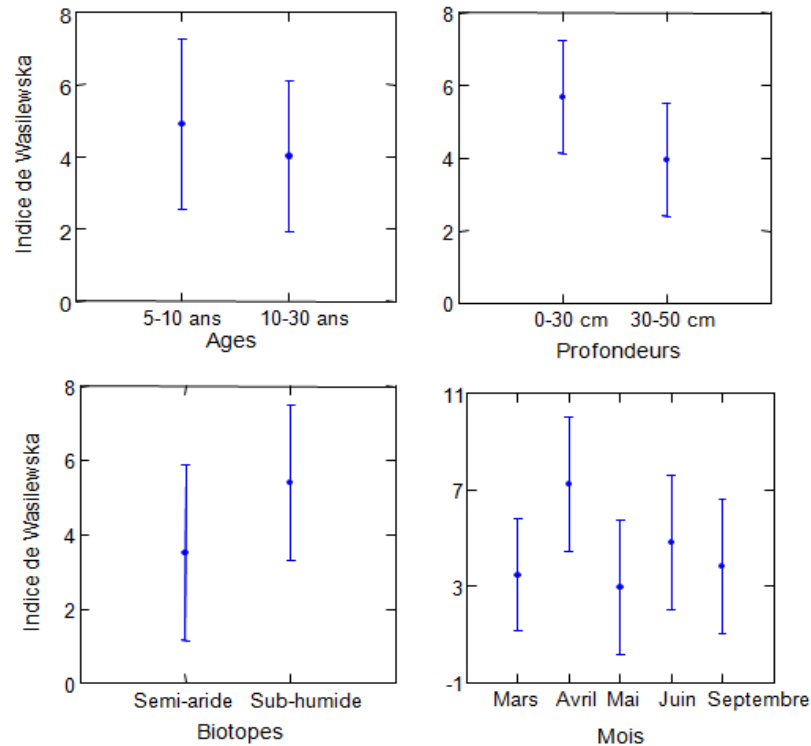 Indice de Wasilewska
8
6
4
2
0
5-10 ans 10-30 ans
Ages
8
6
4
2
0
0-30 cm 30-50 cm
Profondeurs
Indice de Wasilewska
8
6
4
2
0
Semi-aride Sub-humide
Biotopes
11
7
3
-1
Mars Avril Mai Juin Septembre
Mois